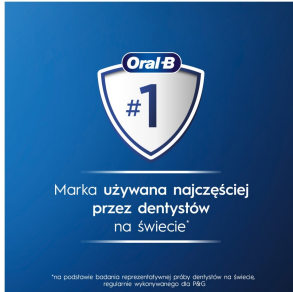 Oral-B
#1
Marka używana najczęściej
przez dentystów
na świecie*
*na podstawie badania reprezentatywnej próby dentystów na świecie,
regularnie wykonywanego dla P&G